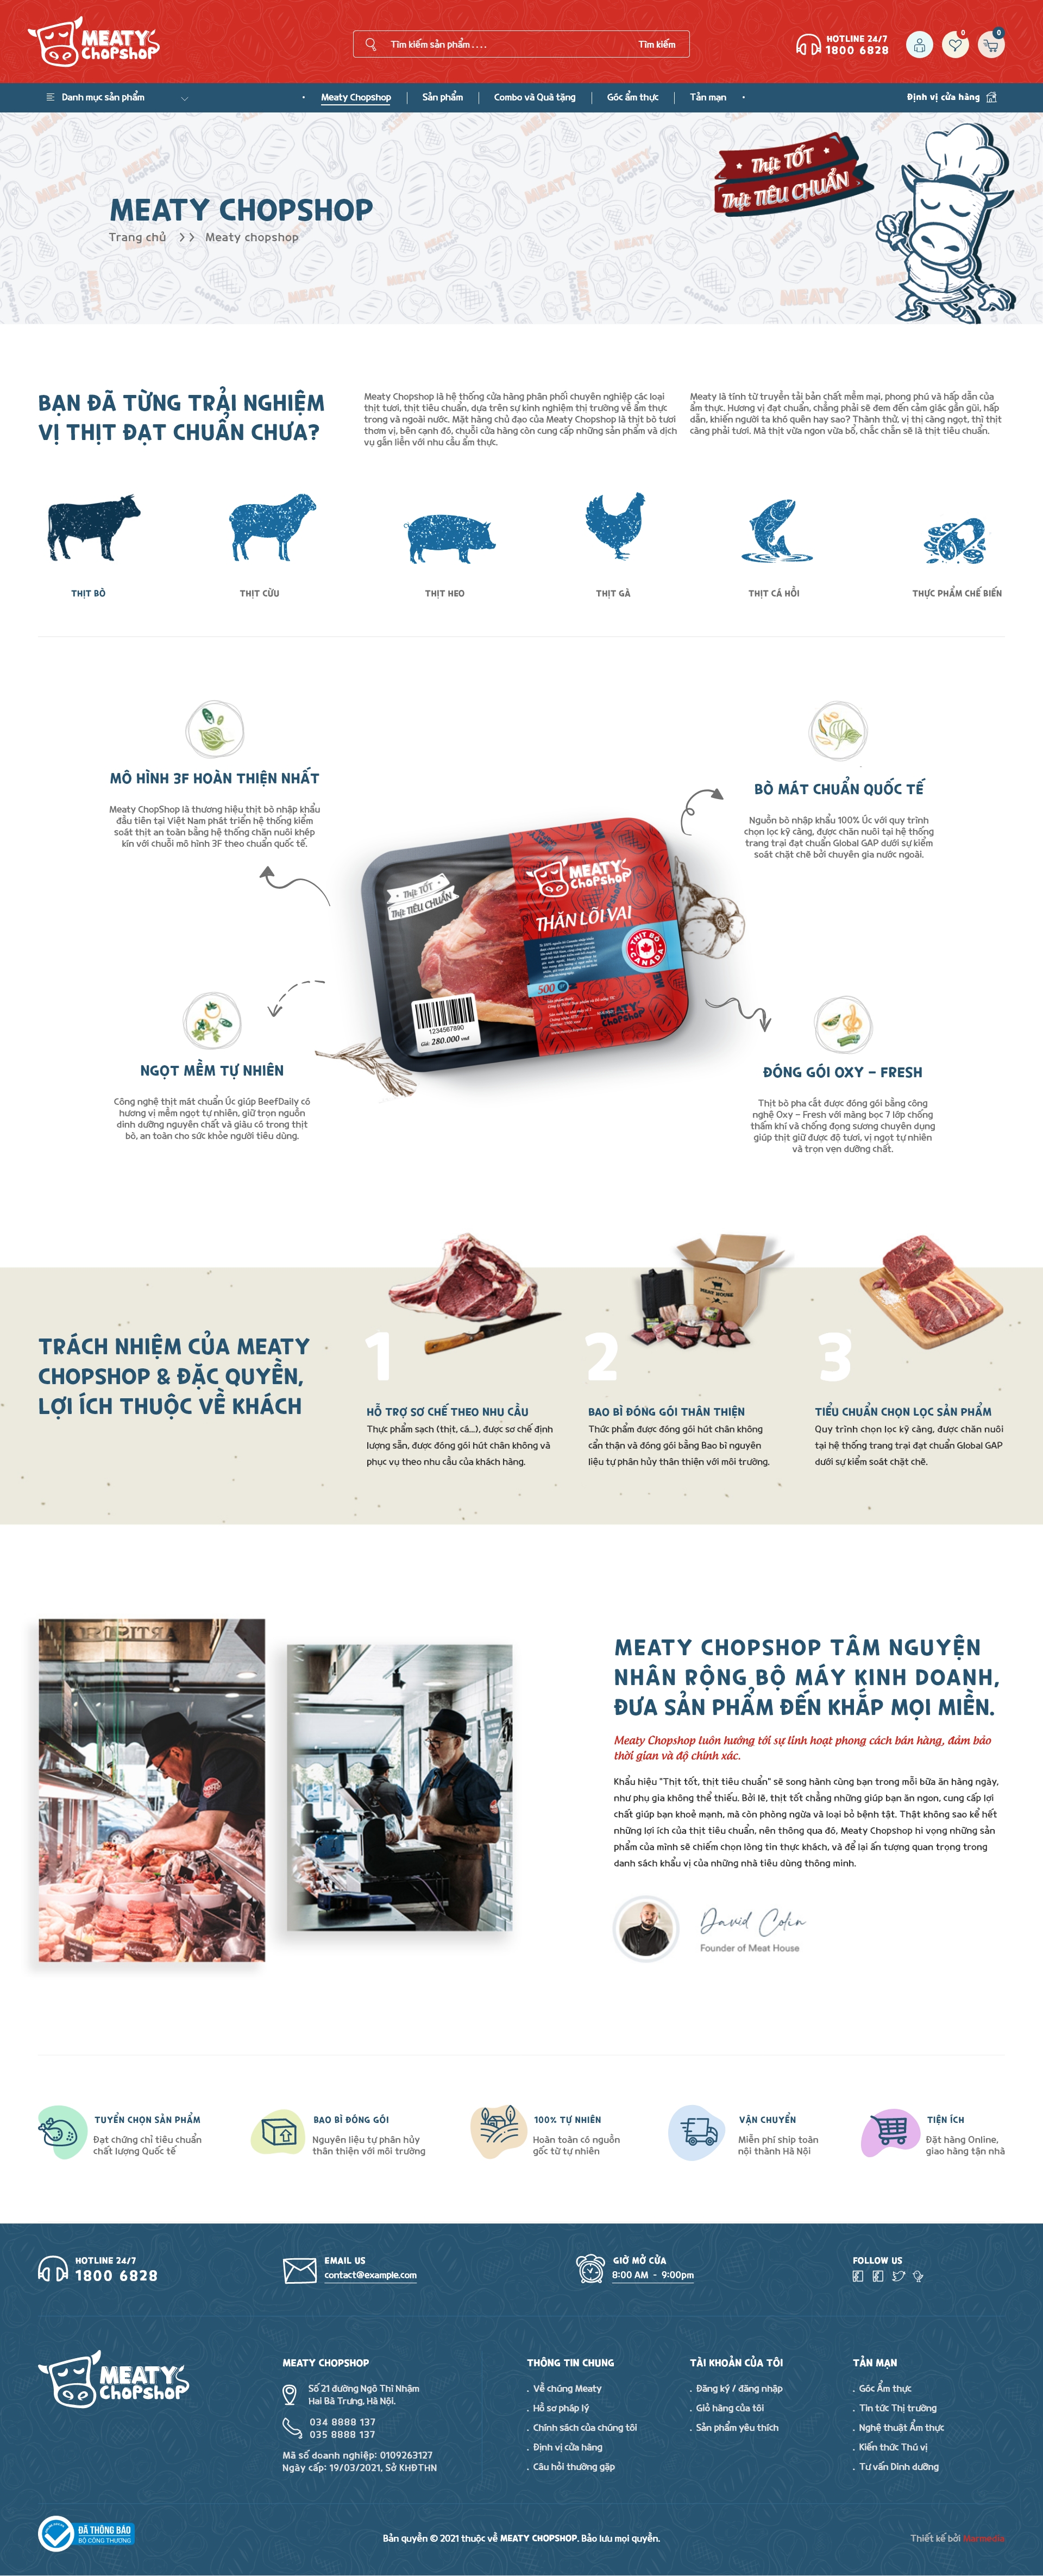 MEATY
CHOPSHOP
Tìm kiếm sản phẩm . . . .
Tìm kiếm
HOTLINE 24/7
1800 6828
0
0
Danh mục sản phẩm
Meaty Chopshop
Sản phẩm
Combo và Quà tặng
Góc ẩm thực
Tản mạn
Định vị cửa hàng
MEATY CHOPSHOP
Trang chủ >> Meaty chopshop
Thịt TỐT
Thịt TIÊU CHUẨN
BẠN ĐÃ TỪNG TRẢI NGHIỆM
VỊ THỊT ĐẠT CHUẨN CHƯA?
Meaty Chopshop là hệ thống cửa hàng phân phối chuyên nghiệp các loại
thịt tươi, thịt tiêu chuẩn, dựa trên sự kinh nghiệm thị trường về ẩm thực
trong và ngoài nước. Mặt hàng chủ đạo của Meaty Chopshop là thịt bò tươi
thơm vị, bên cạnh đó, chuỗi cửa hàng còn cung cấp những sản phẩm và dịch
vụ gắn liền với nhu cầu ẩm thực.
Meaty là tính từ truyền tải bản chất mềm mại, phong phú và hấp dẫn của
ẩm thực. Hương vị đạt chuẩn, chẳng phải sẽ đem đến cảm giác gần gũi, hấp
dẫn, khiến người ta khó quên hay sao? Thành thử, vị thị càng ngọt, thị thịt
càng phải tươi. Mà thịt vừa ngon vừa bổ, chắc chắn sẽ là thịt tiêu chuẩn.
THỊT BÒ
THỊT CỪU
THỊT HEO
THỊT GÀ
THỊT CÁ HỒI
THỰC PHẨM CHẾ BIẾN
MÔ HÌNH 3F HOÀN THIỆN NHẤT
Meaty ChopShop là thương hiệu thịt bò nhập khẩu
đầu tiên tại Việt Nam phát triển hệ thống kiểm
soát thịt an toàn bằng hệ thống chăn nuôi khép
kín với chuỗi mô hình 3F theo chuẩn quốc tế.
BÒ MÁT CHUẨN QUỐC TẾ
Nguồn bò nhập khẩu 100% Úc với quy trình
chọn lọc kỹ càng, được chăn nuôi tại hệ thống
trang trại đạt chuẩn Global GAP dưới sự kiểm
soát chặt chẽ bởi chuyên gia nước ngoài.
Thịt TỐT
Thịt TIÊU CHUẨN
MEATY
CHOPSHOP
THĂN LÕI VAI
THỊT BÒ
CANADA
500
1234567890
Giá: 280.000 vnđ
NGỌT MỀM TỰ NHIÊN
Công nghệ thịt mát chuẩn Úc giúp BeefDaily có
hương vị mềm ngọt tự nhiên, giữ trọn nguồn
dinh dưỡng nguyên chất và giàu có trong thịt
bò, an toàn cho sức khỏe người tiêu dùng.
ĐÓNG GÓI OXY – FRESH
Thịt bò pha cắt được đóng gói bằng công
nghệ Oxy – Fresh với màng bọc 7 lớp chống
thấm khí và chống đọng sương chuyên dụng
giúp thịt giữ được độ tươi, vị ngọt tự nhiên
và trọn vẹn dưỡng chất.
TRÁCH NHIỆM CỦA MEATY
CHOPSHOP & ĐẶC QUYỀN,
LỢI ÍCH THUỘC VỀ KHÁCH
1
HỖ TRỢ SƠ CHẾ THEO NHU CẦU
Thực phẩm sạch (thịt, cá...), được sơ chế định
lượng sẵn, được đóng gói hút chân không và
phục vụ theo nhu cầu của khách hàng.
MEAT HOUSE
2
BAO BÌ ĐÓNG GÓI THÂN THIỆN
Thức phẩm được đóng gói hút chân không
cẩn thận và đóng gói bằng Bao bì nguyên
liệu tự phân hủy thân thiện với môi trường.
3
TIỂU CHUẨN CHỌN LỌC SẢN PHẨM
Quy trình chọn lọc kỹ càng, được chăn nuôi
tại hệ thống trang trại đạt chuẩn Global GAP
dưới sự kiểm soát chặt chẽ.
MEATY CHOPSHOP TÂM NGUYỆN
NHÂN RỘNG BỘ MÁY KINH DOANH,
ĐƯA SẢN PHẨM ĐẾN KHẮP MỌI MIỀN.
Meaty Chopshop luôn hướng tới sự linh hoạt phong cách bán hàng, đảm bảo
thời gian và độ chính xác.
Khẩu hiệu "Thịt tốt, thịt tiêu chuẩn" sẽ song hành cùng bạn trong mỗi bữa ăn hàng ngày,
như phụ gia không thể thiếu. Bởi lẽ, thịt tốt chẳng những giúp bạn ăn ngon, cung cấp lợi
chất giúp bạn khoẻ mạnh, mà còn phòng ngừa và loại bỏ bệnh tật. Thật không sao kể hết
những lợi ích của thịt tiêu chuẩn, nên thông qua đó, Meaty Chopshop hi vọng những sản
phẩm của mình sẽ chiếm chọn lòng tin thực khách, và để lại ấn tượng quan trọng trong
danh sách khẩu vị của những nhà tiêu dùng thông minh.
David Colin
Founder of Meat House
TUYỂN CHỌN SẢN PHẨM
Đạt chứng chỉ tiêu chuẩn
chất lượng Quốc tế
BAO BÌ ĐÓNG GÓI
Nguyên liệu tự phân hủy
thân thiện với môi trường
100% TỰ NHIÊN
Hoàn toàn có nguồn
gốc từ tự nhiên
VẬN CHUYỂN
Miễn phí ship toàn
nội thành Hà Nội
TIỆN ÍCH
Đặt hàng Online,
giao hàng tận nhà
HOTLINE 24/7
1800 6828
EMAIL US
contact@example.com
GIỜ MỞ CỬA
8:00 AM - 9:00pm
FOLLOW US
MEATY
CHOPSHOP
MEATY CHOPSHOP
Số 21 đường Ngô Thì Nhậm
Hai Bà Trưng, Hà Nội.
034 8888 137
035 8888 137
Mã số doanh nghiệp: 0109263127
Ngày cấp: 19/03/2021, Sở KHĐTHN
THÔNG TIN CHUNG
. Về chúng Meaty
. Hồ sơ pháp lý
. Chính sách của chúng tôi
. Định vị cửa hàng
. Câu hỏi thường gặp
TÀI KHOẢN CỦA TÔI
. Đăng ký / đăng nhập
. Giỏ hàng của tôi
. Sản phẩm yêu thích
TẢN MẠN
. Góc Ẩm thực
. Tin tức Thị trường
. Nghệ thuật Ẩm thực
. Kiến thức Thú vị
. Tư vấn Dinh dưỡng
ĐÃ THÔNG BÁO
BỘ CÔNG THƯƠNG
Bản quyền © 2021 thuộc về MEATY CHOPSHOP. Bảo lưu mọi quyền.
Thiết kế bởi Marmedia